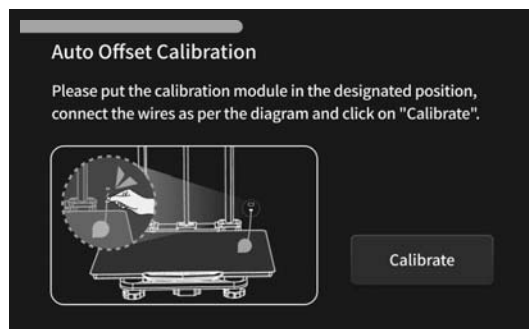 Auto Offset Calibration
Please put the calibration module in the designated position,
connect the wires as per the diagram and click on "Calibrate".
Calibrate